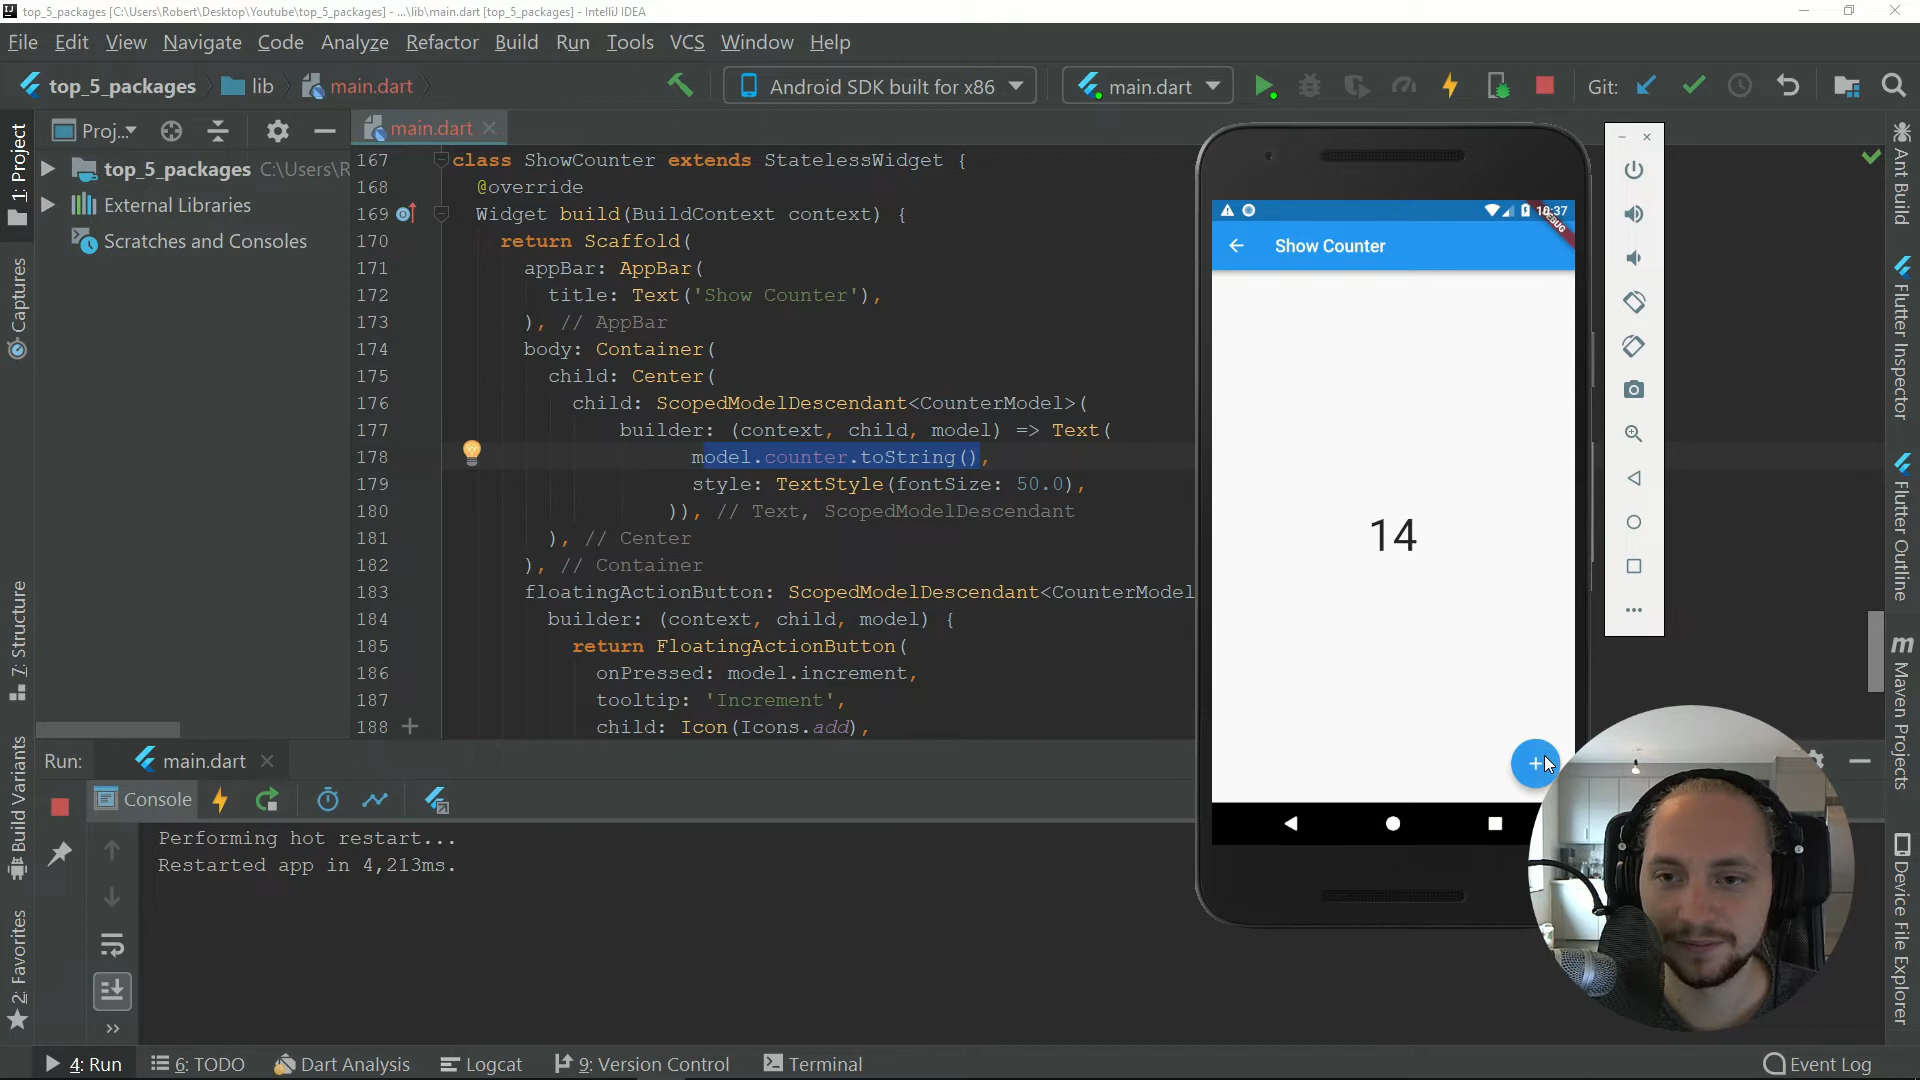 top_5_packages [C:\Users\Robert\Desktop\Youtube\top_5_packages] - ...\lib\main.dart [top_5_packages] - IntelliJ IDEA
File Edit View Navigate Code Analyze Refactor Build Run Tools VCS Window Help
top_5_packages lib main.dart Android SDK built for x86 main.dart Git:
1: Project
Captures
7: Structure
Build Variants
2: Favorites
Proj...
top_5_packages C:\Users\R
External Libraries
Scratches and Consoles
main.dart
167 class ShowCounter extends StatelessWidget {
168 @override
169 Widget build(BuildContext context) {
170 return Scaffold(
171 appBar: AppBar(
172 title: Text('Show Counter'),
173 ), // AppBar
174 body: Container(
175 child: Center(
176 child: ScopedModelDescendant<CounterModel>(
177 builder: (context, child, model) => Text(
178 model.counter.toString(),
179 style: TextStyle(fontSize: 50.0),
180 )), // Text, ScopedModelDescendant
181 ), // Center
182 ), // Container
183 floatingActionButton: ScopedModelDescendant<CounterModel
184 builder: (context, child, model) {
185 return FloatingActionButton(
186 onPressed: model.increment,
187 tooltip: 'Increment',
188 child: Icon(Icons.add),
DEBUG
Show Counter
14
Ant Build
Flutter Inspector
Flutter Outline
Maven Projects
Device File Explorer
Run: main.dart
Console
Performing hot restart...
Restarted app in 4,213ms.
4: Run 6: TODO Dart Analysis Logcat 9: Version Control Terminal Event Log